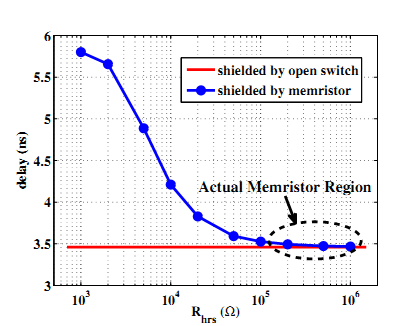 6
5.5
5
4.5
4
3.5
3
delay (ns)
shielded by open switch
shielded by memristor
Actual Memristor Region
10³ 10⁴ 10⁵ 10⁶
R_hrs (Ω)